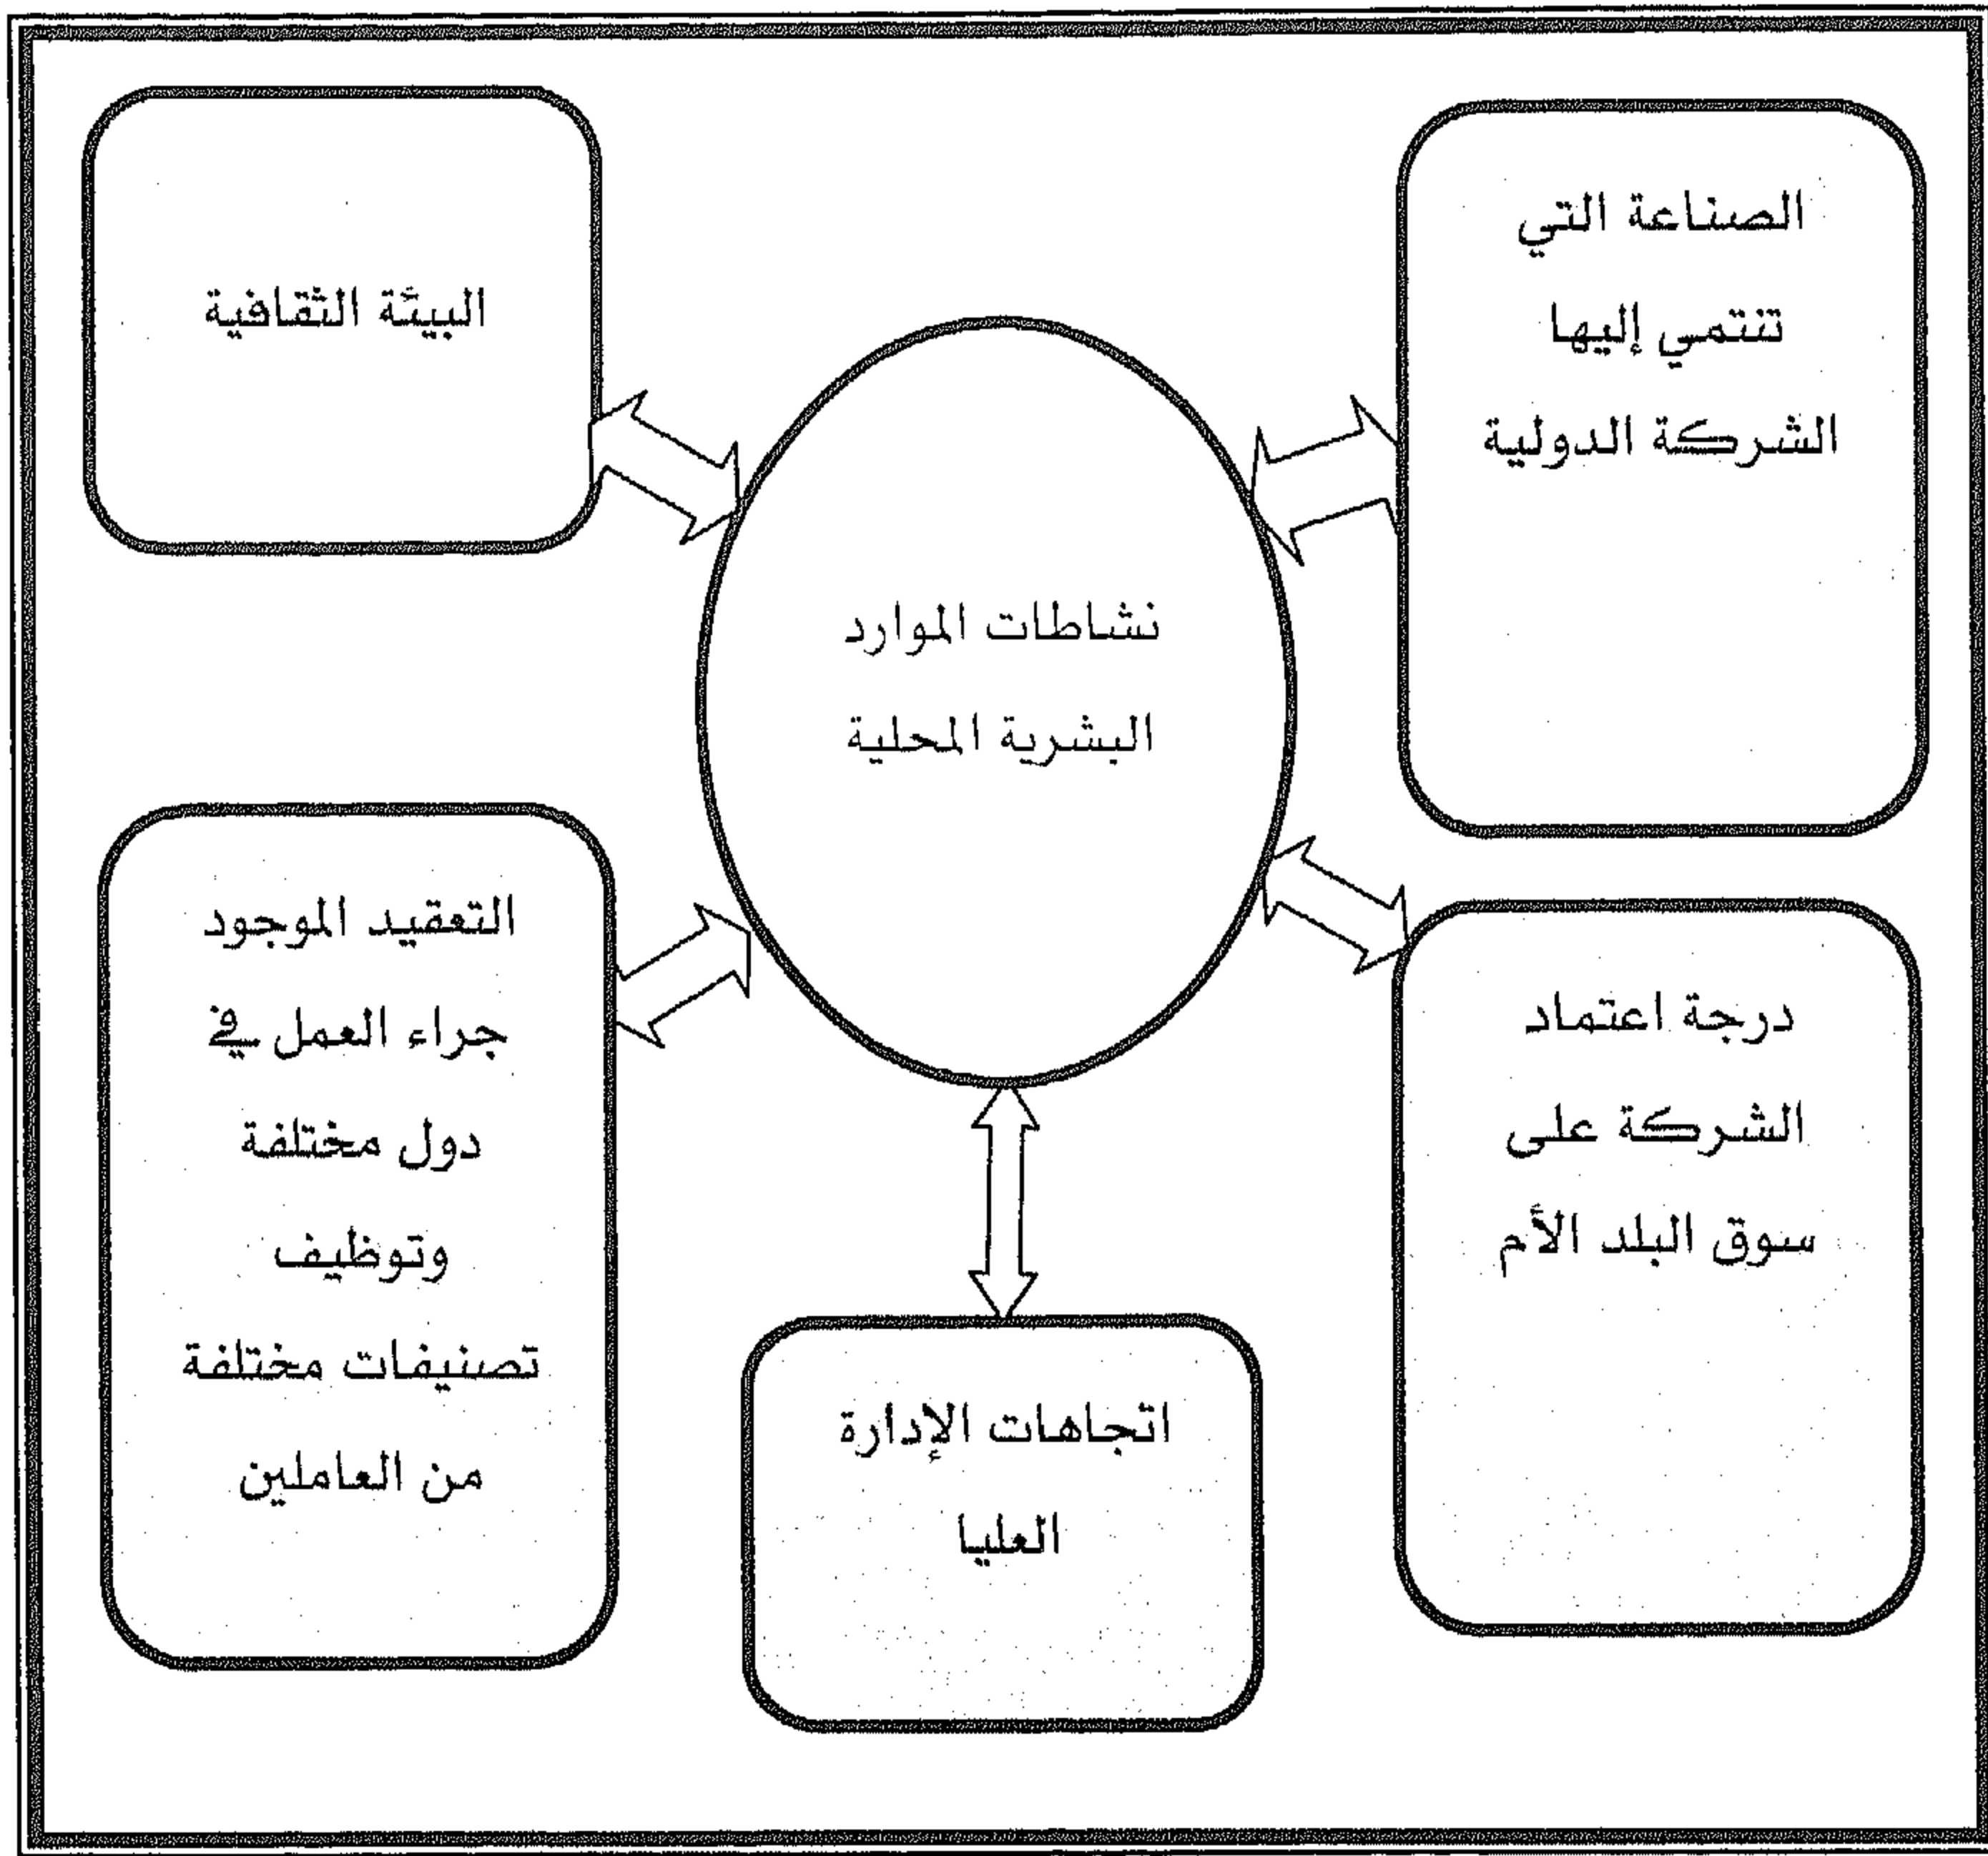 الصناعة التي
تنتمي إليها
الشركة الدولية
البيئة الثقافية
نشاطات الموارد
البشرية المحلية
درجة اعتماد
الشركة على
سوق البلد الأم
التعقيد الموجود
جراء العمل في
دول مختلفة
وتوظيف
تصنيفات مختلفة
من العاملين
اتجاهات الإدارة
العليا